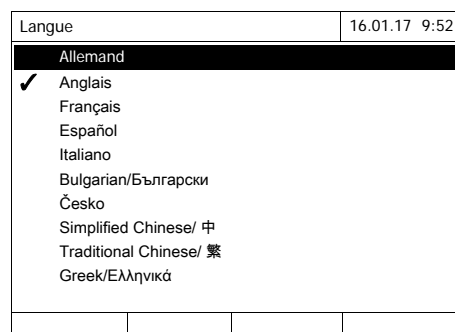 Langue 16.01.17 9:52
Allemand
Anglais
Français
Español
Italiano
Bulgarian/Български
Česko
Simplified Chinese/ 中
Traditional Chinese/ 繁
Greek/Ελληνικά